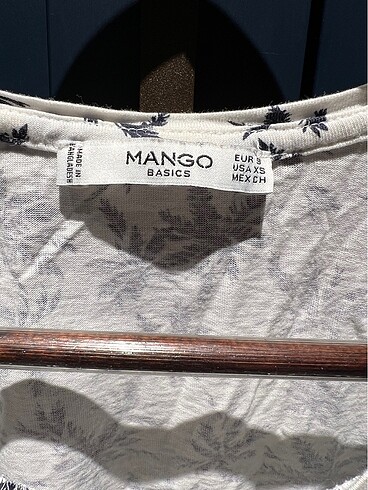 MADE IN
BANGLADESH
MANGO
BASICS
EUR S
USA XS
MEX CH